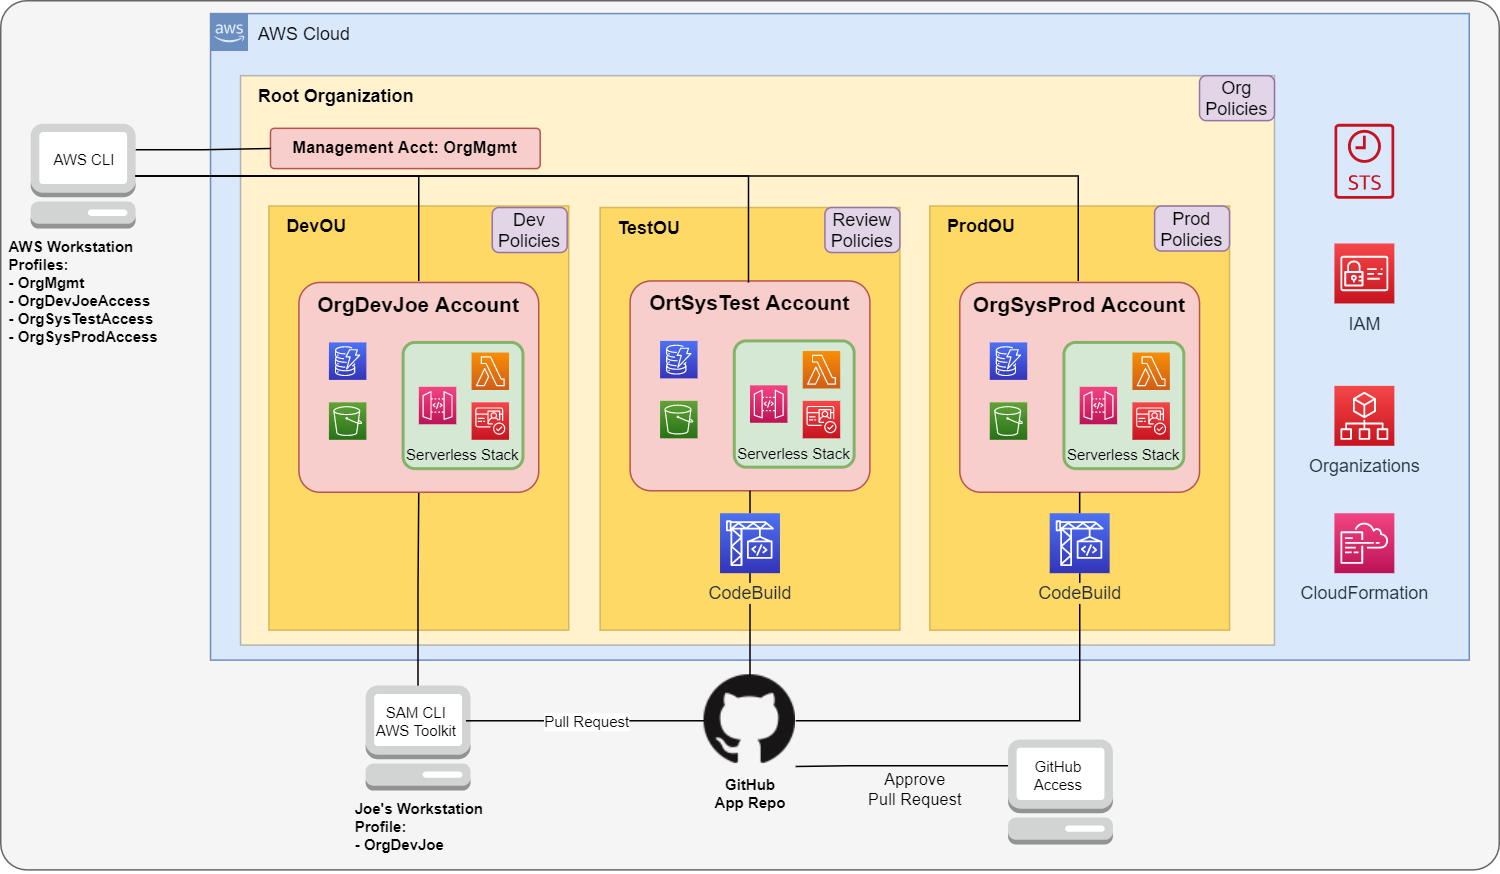 aws
AWS Cloud
Root Organization
Org
Policies
Management Acct: OrgMgmt
AWS CLI
AWS Workstation
Profiles:
- OrgMgmt
- OrgDevJoeAccess
- OrgSysTestAccess
- OrgSysProdAccess
DevOU
Dev
Policies
TestOU
Review
Policies
ProdOU
Prod
Policies
OrgDevJoe Account
Serverless Stack
OrtSysTest Account
Serverless Stack
OrgSysProd Account
Serverless Stack
CodeBuild
CodeBuild
STS
IAM
Organizations
CloudFormation
SAM CLI
AWS Toolkit
Joe's Workstation
Profile:
- OrgDevJoe
Pull Request
GitHub
App Repo
Approve
Pull Request
GitHub
Access